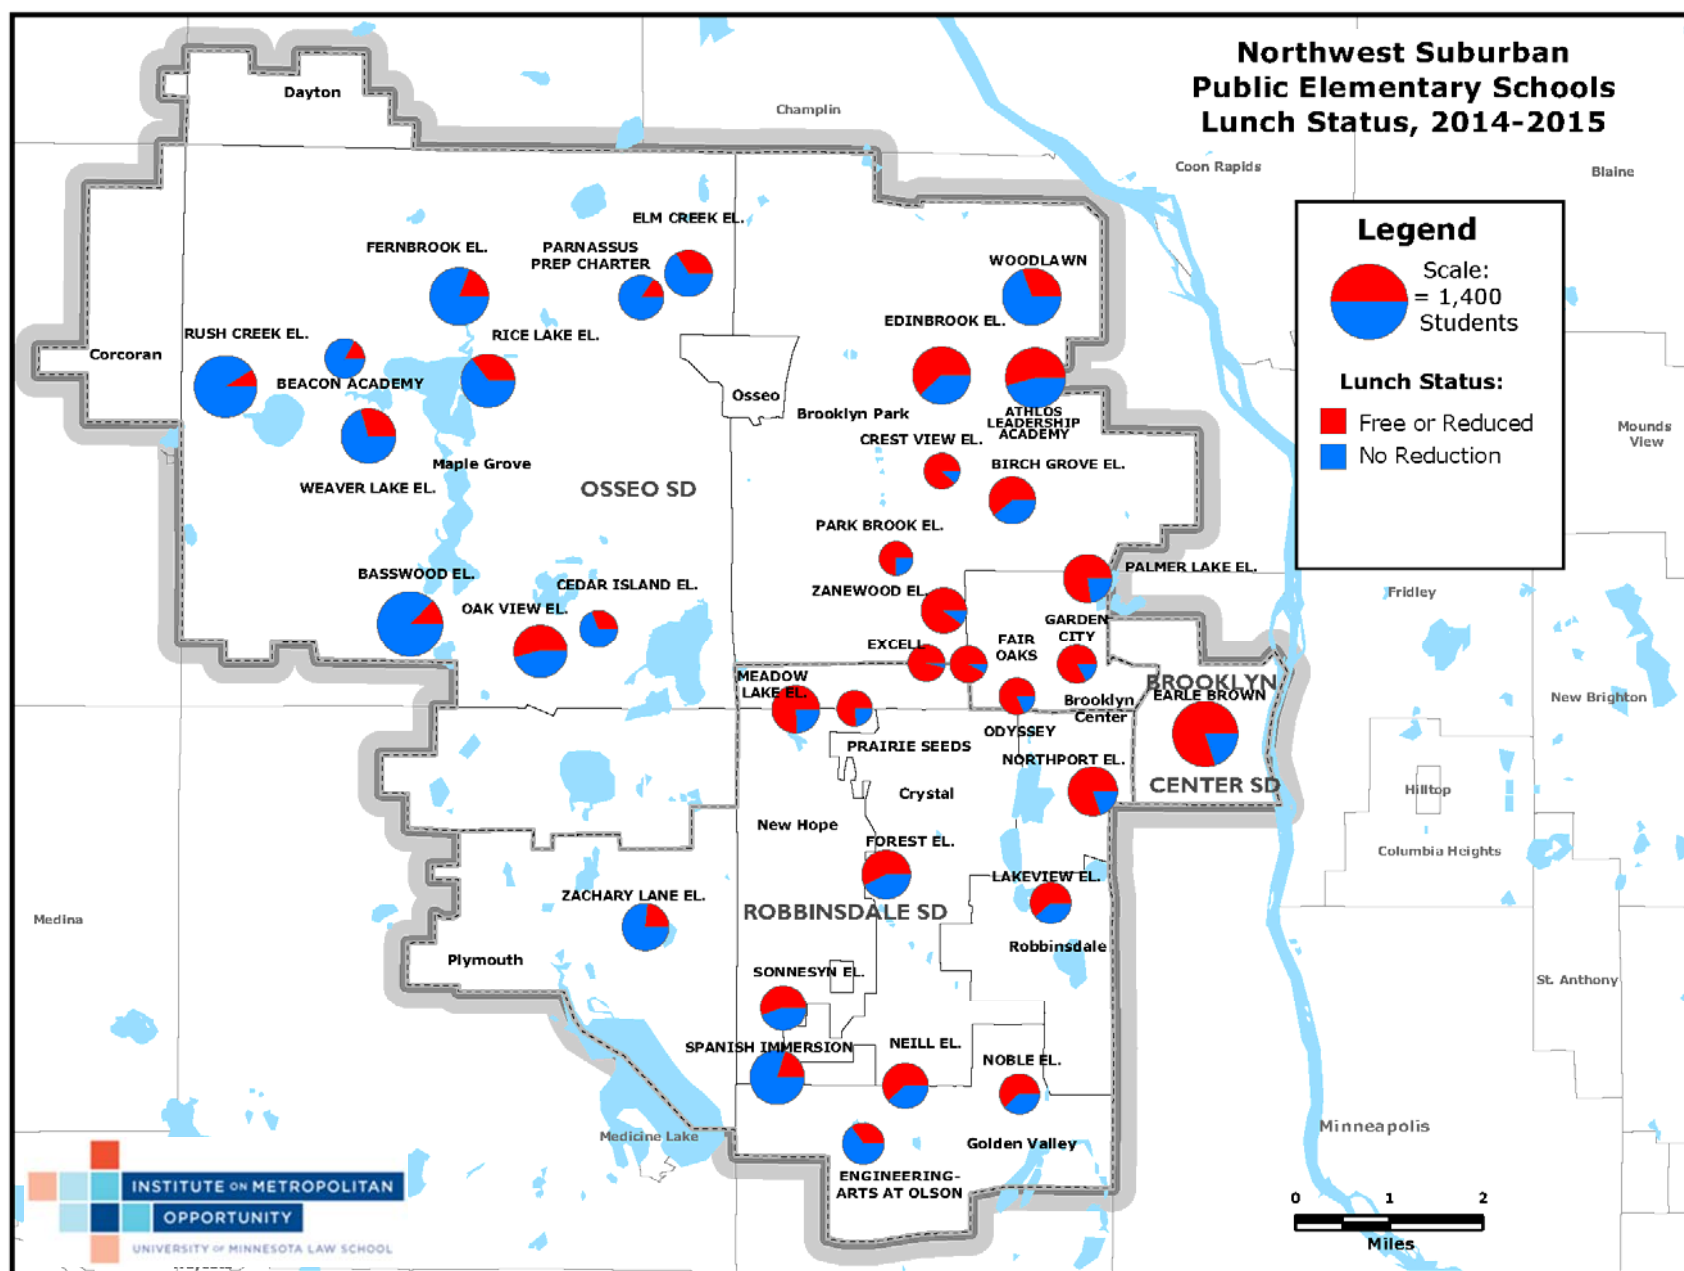 Northwest Suburban
Public Elementary Schools
Lunch Status, 2014-2015
Dayton
Champlin
Coon Rapids
Blaine
Legend
Scale:
= 1,400
Students
Lunch Status:
Free or Reduced
No Reduction
ELM CREEK EL.
FERNBROOK EL.
PARNASSUS
PREP CHARTER
WOODLAWN
EDINBROOK EL.
RUSH CREEK EL.
RICE LAKE EL.
Corcoran
BEACON ACADEMY
Osseo
Brooklyn Park
ATHLOS
LEADERSHIP
ACADEMY
Mounds
View
CREST VIEW EL.
Maple Grove
BIRCH GROVE EL.
WEAVER LAKE EL.
OSSEO SD
PARK BROOK EL.
BASSWOOD EL.
CEDAR ISLAND EL.
PALMER LAKE EL.
OAK VIEW EL.
ZANEWOOD EL.
Fridley
GARDEN
CITY
EXCELL
FAIR
OAKS
MEADOW
LAKE EL.
BROOKLYN
EARLE BROWN
Brooklyn
Center
New Brighton
ODYSSEY
PRAIRIE SEEDS
NORTHPORT EL.
CENTER SD
Crystal
Hilltop
New Hope
FOREST EL.
Columbia Heights
LAKEVIEW EL.
ZACHARY LANE EL.
ROBBINSDALE SD
Medina
Robbinsdale
Plymouth
SONNESYN EL.
St. Anthony
SPANISH IMMERSION
NEILL EL.
NOBLE EL.
Medicine Lake
Golden Valley
Minneapolis
ENGINEERING-
ARTS AT OLSON
INSTITUTE ON METROPOLITAN
OPPORTUNITY
UNIVERSITY OF MINNESOTA LAW SCHOOL
0 1 2
Miles